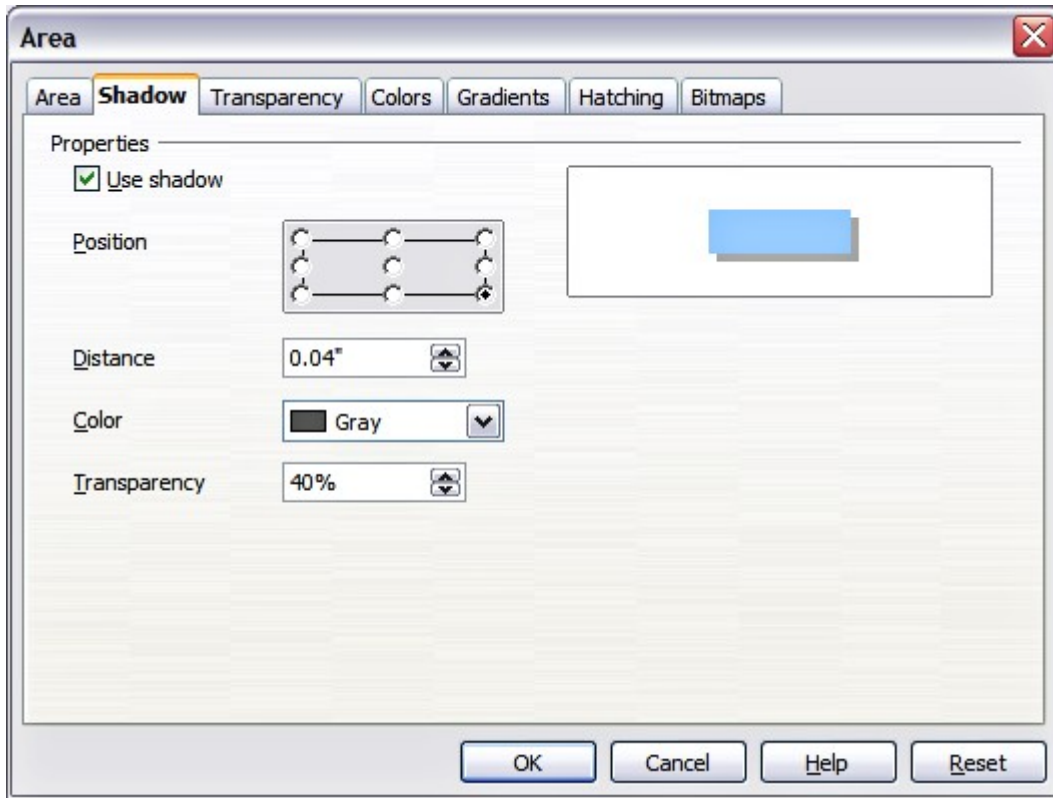 Area
Area Shadow Transparency Colors Gradients Hatching Bitmaps
Properties
Use shadow
Position
Distance 0.04"
Color Gray
Transparency 40%
OK Cancel Help Reset